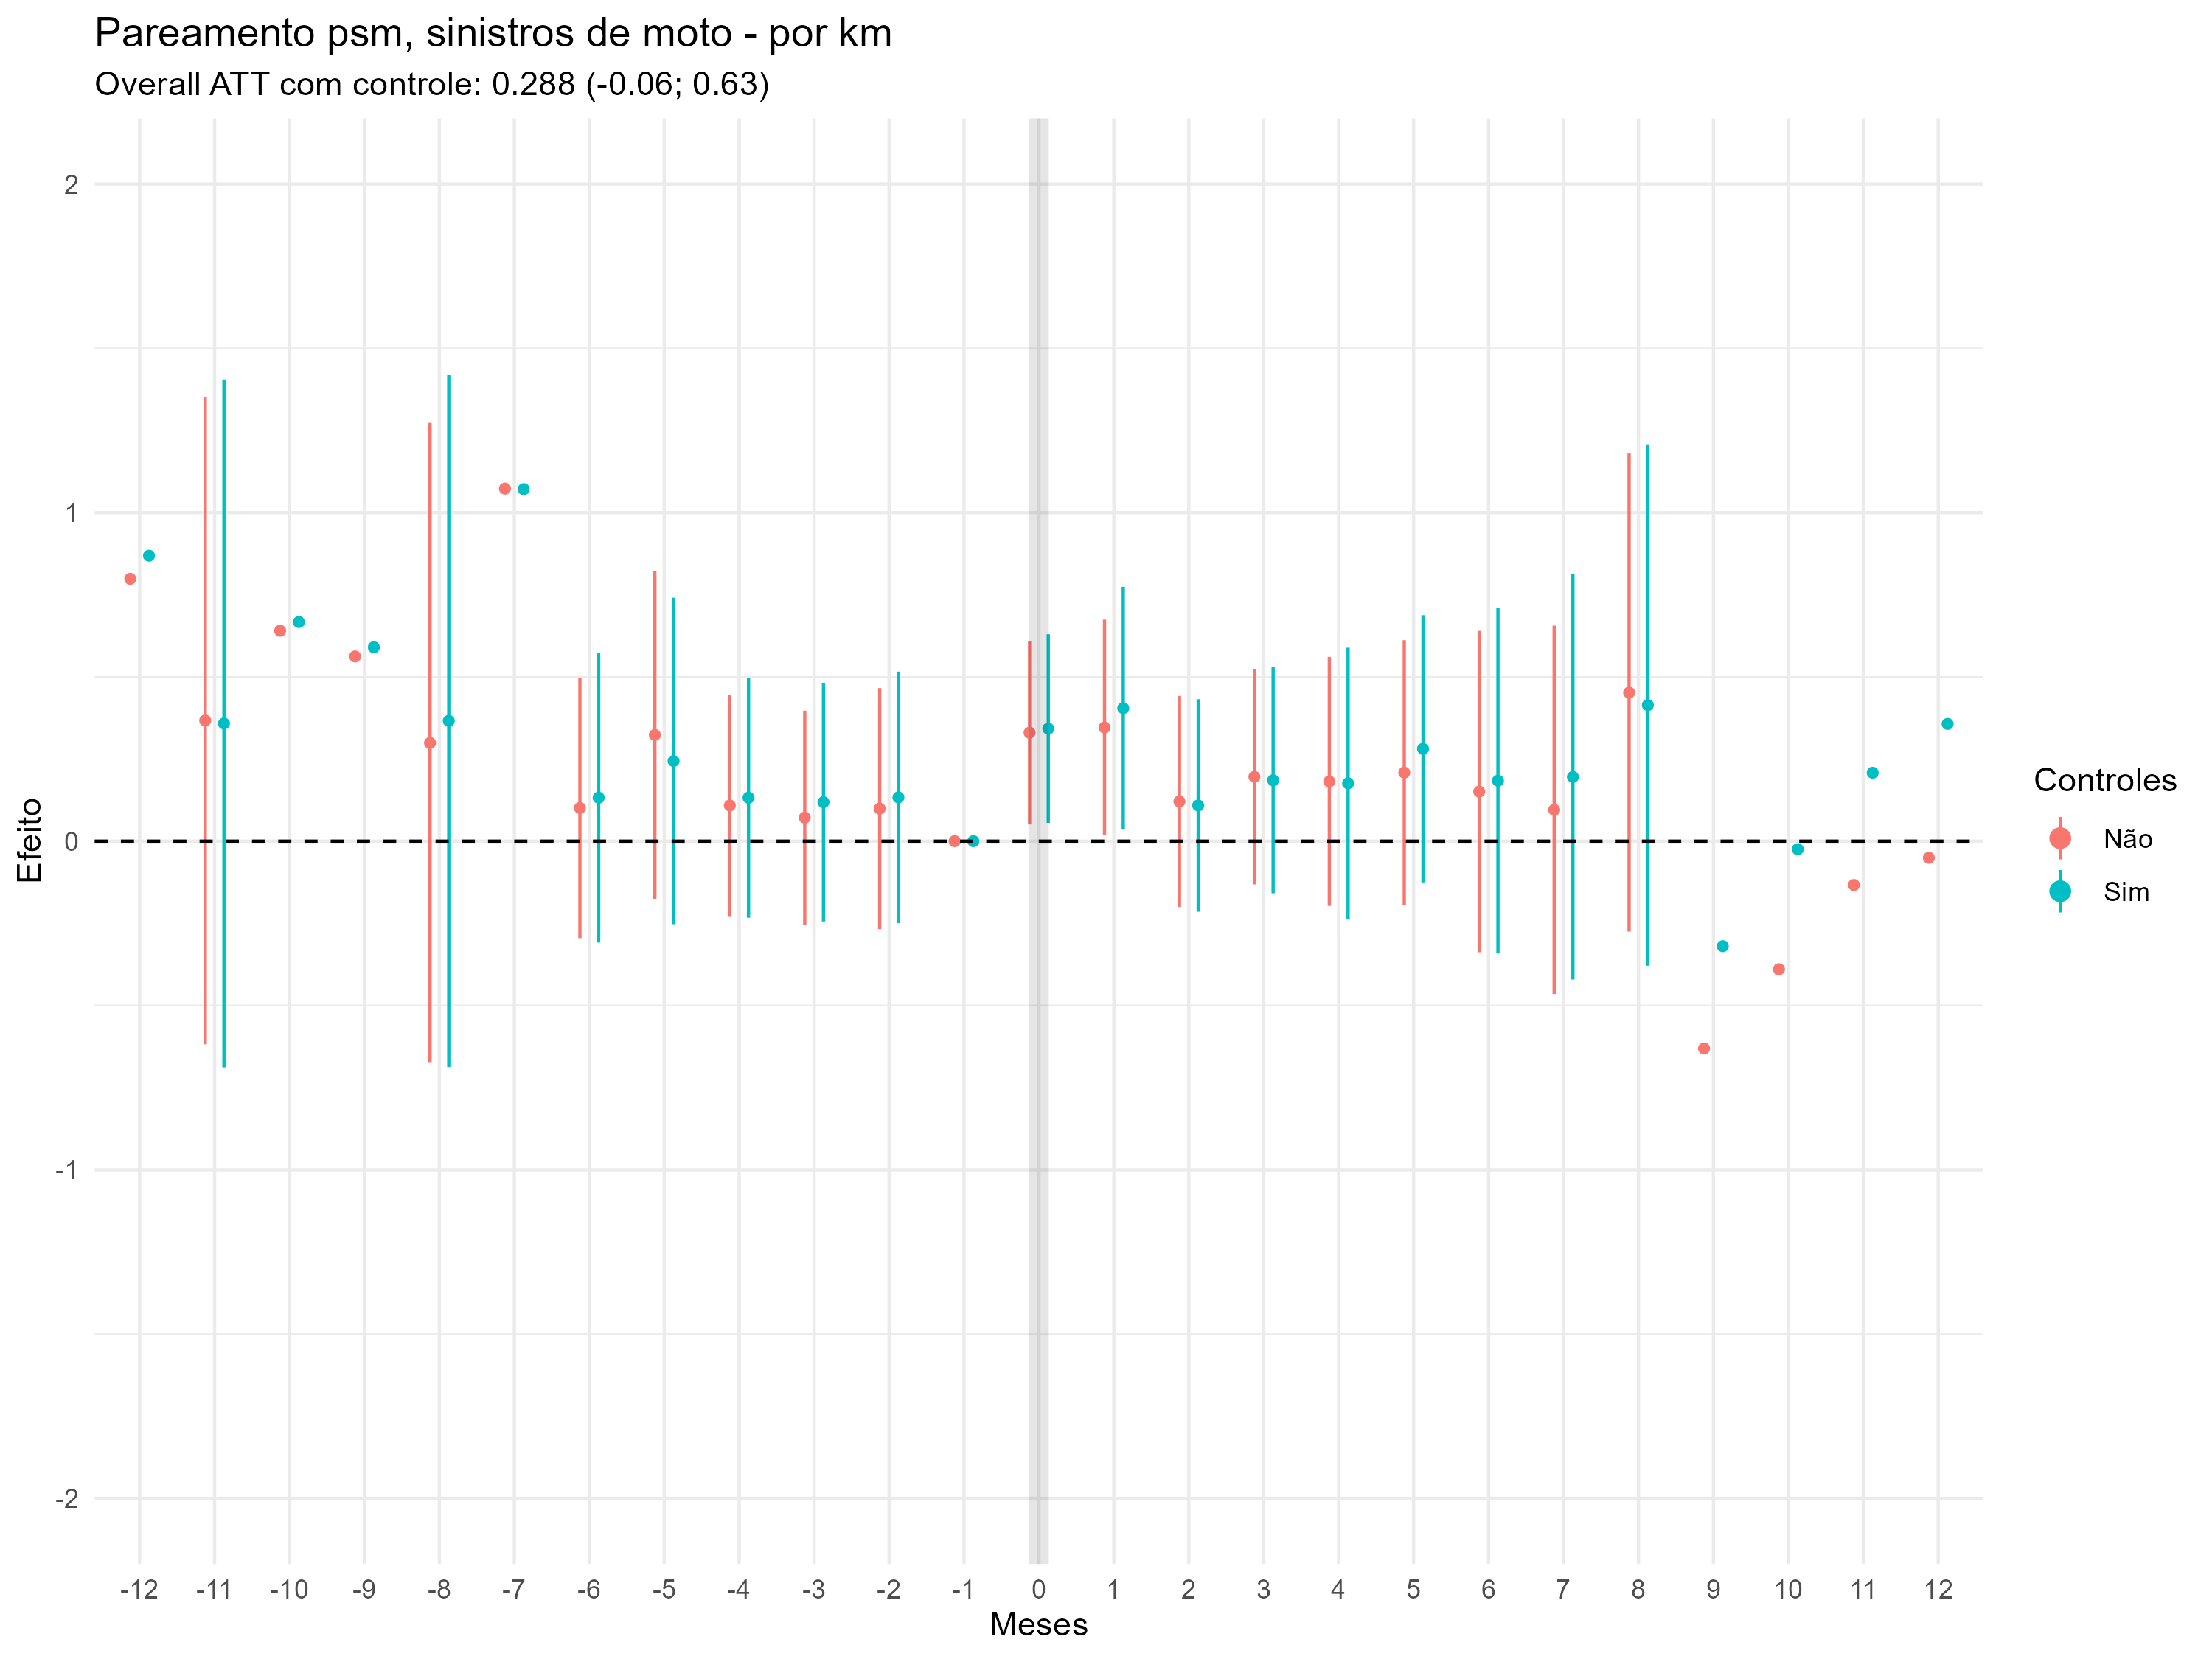 Pareamento psm, sinistros de moto - por km
Overall ATT com controle: 0.288 (-0.06; 0.63)
Efeito
2
1
0
-1
-2
-12 -11 -10 -9 -8 -7 -6 -5 -4 -3 -2 -1 0 1 2 3 4 5 6 7 8 9 10 11 12
Meses
Controles
Não
Sim